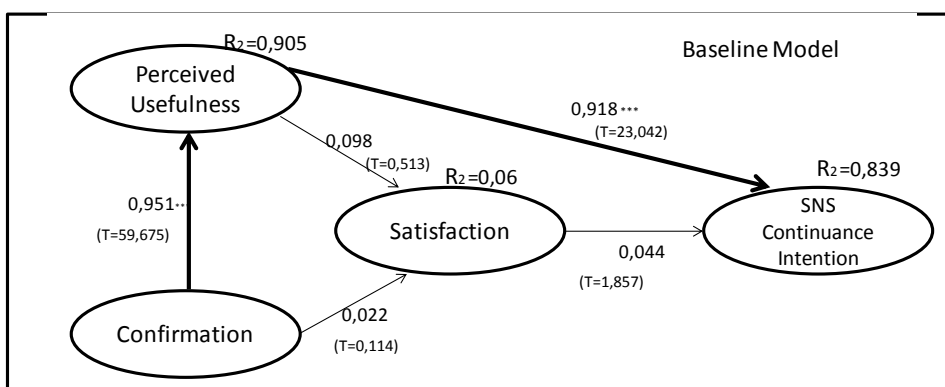 R2=0,905
Baseline Model
Perceived
Usefulness
0,918***
(T=23,042)
0,098
(T=0,513)
R2=0,06
R2=0,839
0,951***
(T=59,675)
Satisfaction
SNS
Continuance
Intention
0,044
(T=1,857)
Confirmation
0,022
(T=0,114)